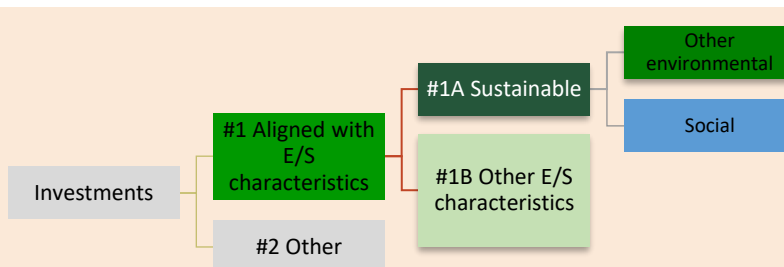 Investments
#1 Aligned with
E/S
characteristics
#2 Other
#1A Sustainable
#1B Other E/S
characteristics
Other
environmental
Social